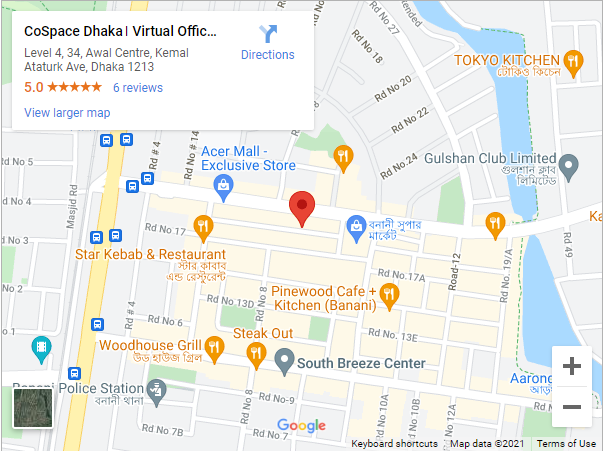 CoSpace Dhaka। Virtual Offic...
Level 4, 34, Awal Centre, Kemal
Ataturk Ave, Dhaka 1213
5.0 6 reviews
View larger map
Directions
Rd No 18
Rd No 20
Rd No 22
Rd No.24
TOKYO KITCHEN
টোকিও কিচেন
Rd # 4
Rd No # 14
Acer Mall -
Exclusive Store
Gulshan Club Limited
গুলশান ক্লাব
লিমিটেড
Masjid Rd
Rd No.17
বনানী সুপার
মার্কেট
Ka
Rd 49
Star Kebab & Restaurant
স্টার কাবাব
এন্ড রেস্টুরেন্ট
Road-12
Rd No. 19/A
Rd No.17A
Rd No 8
Rd No 13D
Pinewood Cafe +
Kitchen (Banani)
Rd # 4
Rd No 6
Steak Out
Rd No. 13E
Woodhouse Grill
উড হাউজ গ্রিল
South Breeze Center
Aarong
Banani Police Station
বনানী থানা
Rd No 8
Rd No 10A
Rd No 7B
Rd No-9
Google
Keyboard shortcuts Map data ©2021 Terms of Use